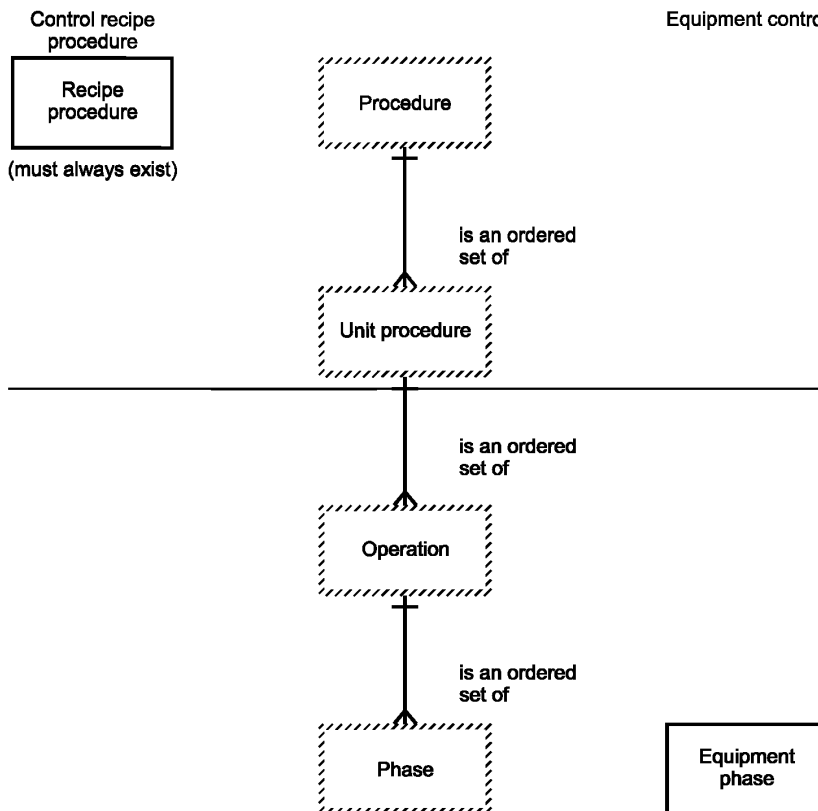 Control recipe
procedure
Equipment contro
Recipe
procedure
(must always exist)
Procedure
is an ordered
set of
Unit procedure
is an ordered
set of
Operation
is an ordered
set of
Phase
Equipment
phase